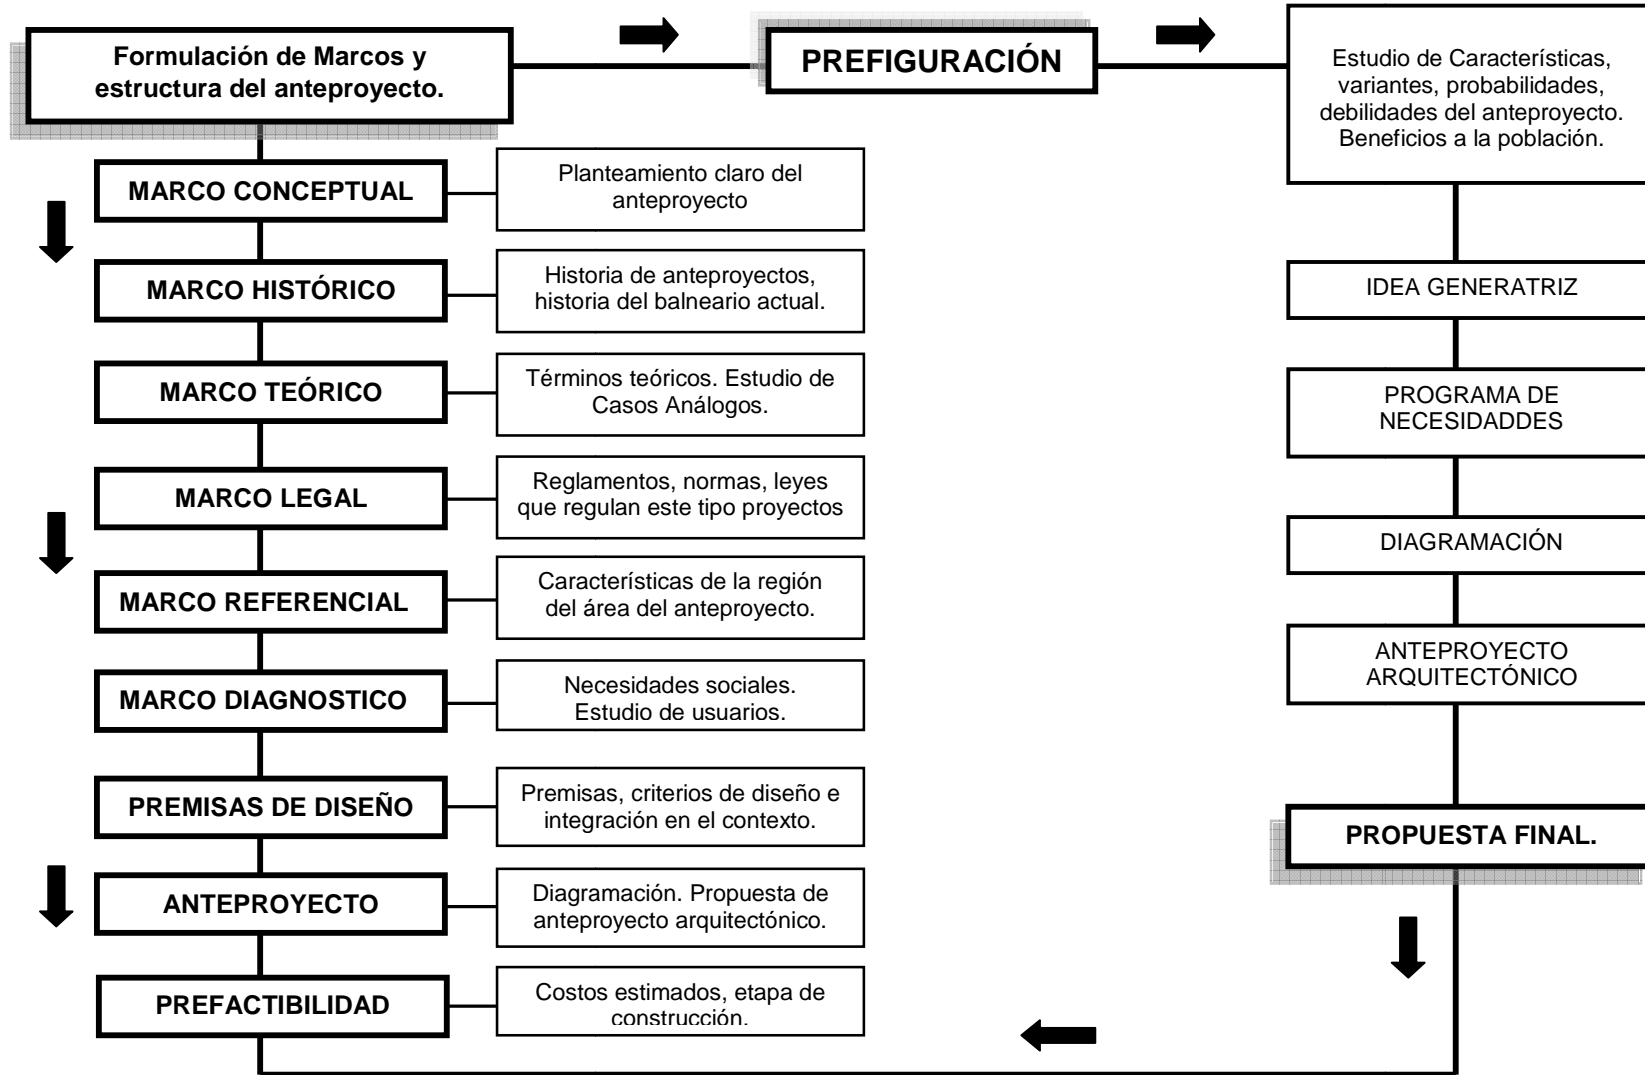 Formulación de Marcos y
estructura del anteproyecto.
PREFIGURACIÓN
Estudio de Características,
variantes, probabilidades,
debilidades del anteproyecto.
Beneficios a la población.
MARCO CONCEPTUAL
Planteamiento claro del
anteproyecto
MARCO HISTÓRICO
Historia de anteproyectos,
historia del balneario actual.
MARCO TEÓRICO
Términos teóricos. Estudio de
Casos Análogos.
MARCO LEGAL
Reglamentos, normas, leyes
que regulan este tipo proyectos
MARCO REFERENCIAL
Características de la región
del área del anteproyecto.
MARCO DIAGNOSTICO
Necesidades sociales.
Estudio de usuarios.
PREMISAS DE DISEÑO
Premisas, criterios de diseño e
integración en el contexto.
ANTEPROYECTO
Diagramación. Propuesta de
anteproyecto arquitectónico.
PREFACTIBILIDAD
Costos estimados, etapa de
construcción.
IDEA GENERATRIZ
PROGRAMA DE
NECESIDADDES
DIAGRAMACIÓN
ANTEPROYECTO
ARQUITECTÓNICO
PROPUESTA FINAL.